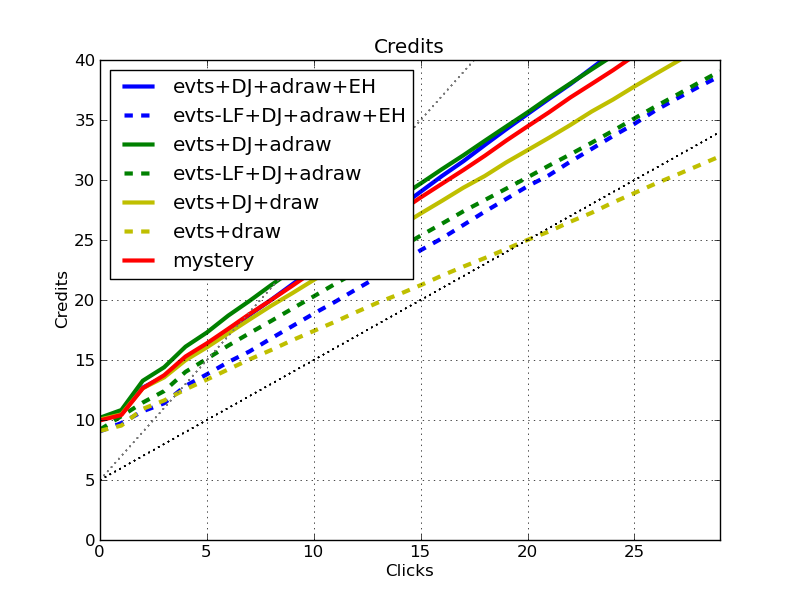 Credits
40
35
30
25
20
15
10
5
0
Credits
evts+DJ+adraw+EH
evts-LF+DJ+adraw+EH
evts+DJ+adraw
evts-LF+DJ+adraw
evts+DJ+draw
evts+draw
mystery
0 5 10 15 20 25
Clicks